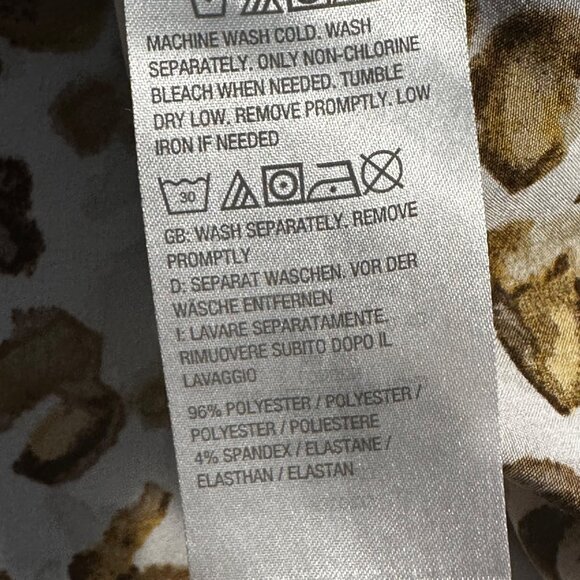 MACHINE WASH COLD. WASH
SEPARATELY. ONLY NON-CHLORINE
BLEACH WHEN NEEDED. TUMBLE
DRY LOW. REMOVE PROMPTLY. LOW
IRON IF NEEDED
30
GB: WASH SEPARATELY. REMOVE
PROMPTLY
D: SEPARAT WASCHEN. VOR DER
WÄSCHE ENTFERNEN
I: LAVARE SEPARATAMENTE.
RIMUOVERE SUBITO DOPO IL
LAVAGGIO
96% POLYESTER / POLYESTER /
POLYESTER / POLIESTERE
4% SPANDEX / ELASTANE /
ELASTHAN / ELASTAN